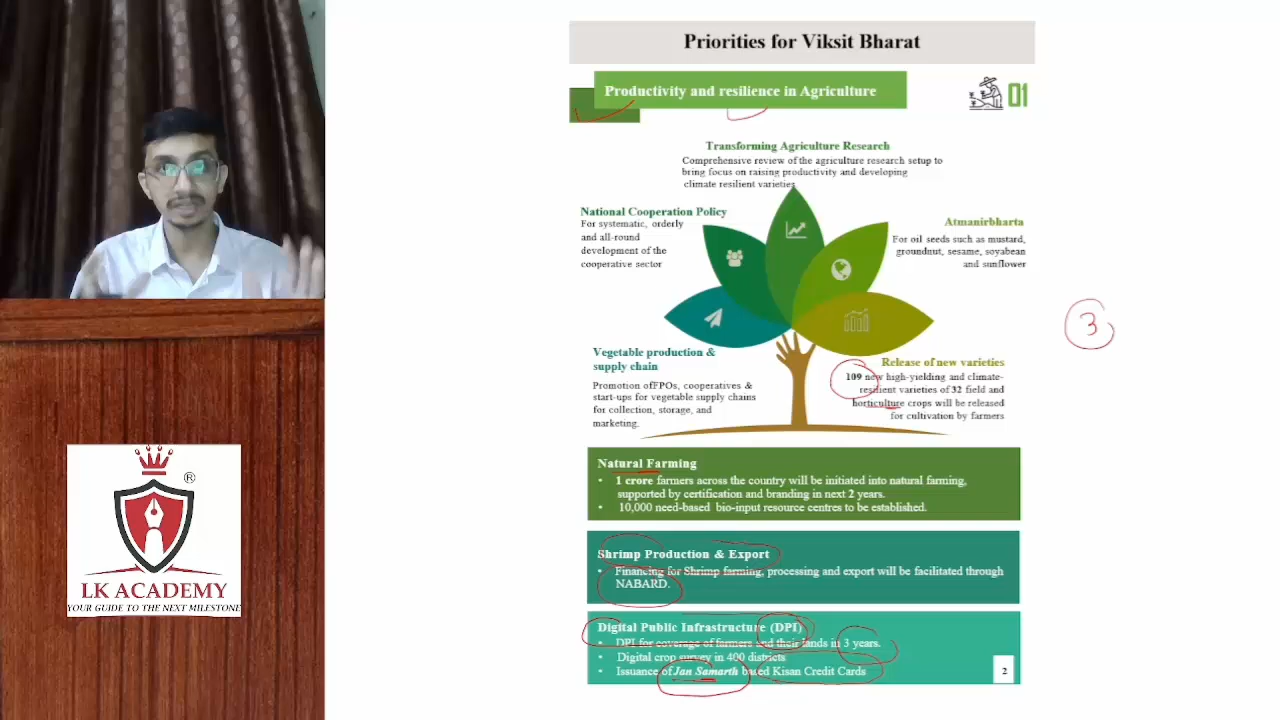 Priorities for Viksit Bharat
Productivity and resilience in Agriculture
01
Transforming Agriculture Research
Comprehensive review of the agriculture research setup to
bring focus on raising productivity and developing
climate resilient varieties
National Cooperation Policy
For systematic, orderly
and all-round
development of the
cooperative sector
Atmanirbharta
For oil seeds such as mustard,
groundnut, sesame, soyabean
and sunflower
Vegetable production &
supply chain
Promotion ofFPOs, cooperatives &
start-ups for vegetable supply chains
for collection, storage, and
marketing.
Release of new varieties
109 new high-yielding and climate-
resilient varieties of 32 field and
horticulture crops will be released
for cultivation by farmers
3
Natural Farming
• 1 crore farmers across the country will be initiated into natural farming,
supported by certification and branding in next 2 years.
• 10,000 need-based bio-input resource centres to be established.
Shrimp Production & Export
• Financing for Shrimp farming, processing and export will be facilitated through
NABARD.
Digital Public Infrastructure (DPI)
• DPI for coverage of farmers and their lands in 3 years.
• Digital crop survey in 400 districts
• Issuance of Jan Samarth based Kisan Credit Cards
2
®
LK ACADEMY
YOUR GUIDE TO THE NEXT MILESTONE